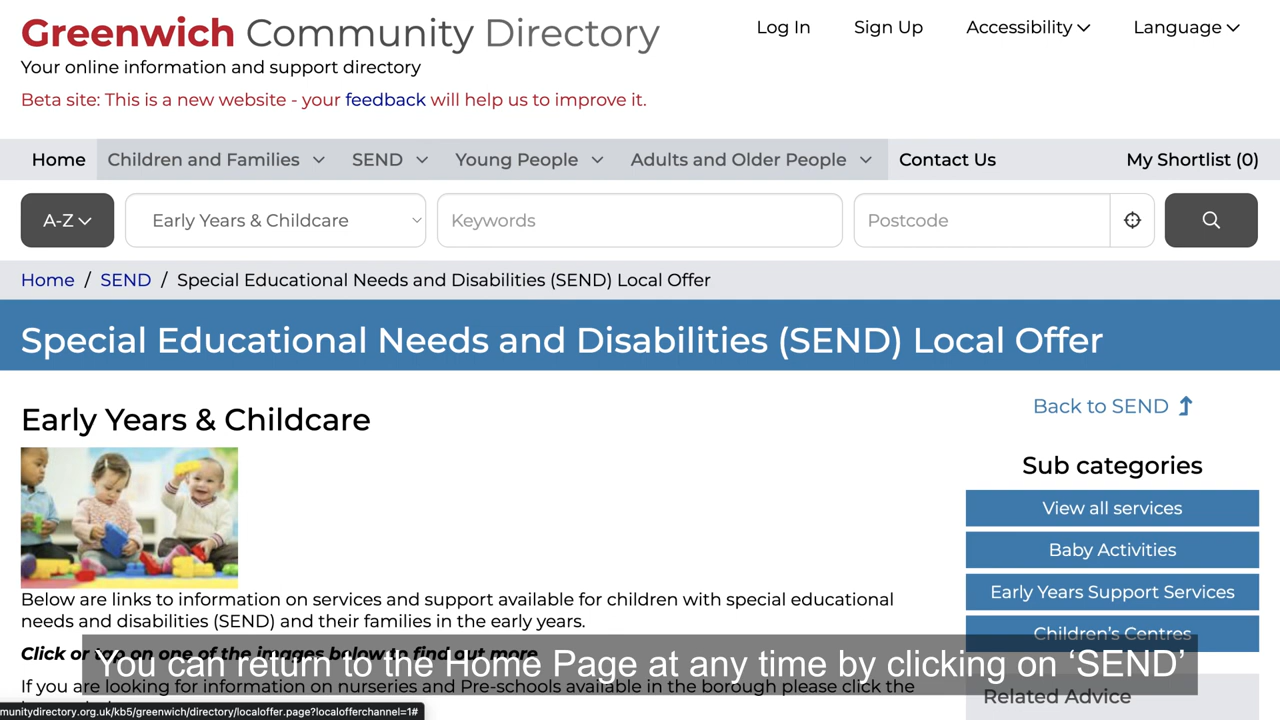 Greenwich Community Directory
Log In
Sign Up
Accessibility
Language
Your online information and support directory
Beta site: This is a new website - your feedback will help us to improve it.
Home
Children and Families
SEND
Young People
Adults and Older People
Contact Us
My Shortlist (0)
A-Z
Early Years & Childcare
Keywords
Postcode
Home / SEND / Special Educational Needs and Disabilities (SEND) Local Offer
Special Educational Needs and Disabilities (SEND) Local Offer
Early Years & Childcare
Back to SEND
Sub categories
View all services
Baby Activities
Early Years Support Services
Children's Centres
Related Advice
Below are links to information on services and support available for children with special educational
needs and disabilities (SEND) and their families in the early years.
Click or tap on one of the images below to find out more
You can return to the Home Page at any time by clicking on ‘SEND’
If you are looking for information on nurseries and Pre-schools available in the borough please click the
munitydirectory.org.uk/kb5/greenwich/directory/localoffer.page?localofferchannel=1#